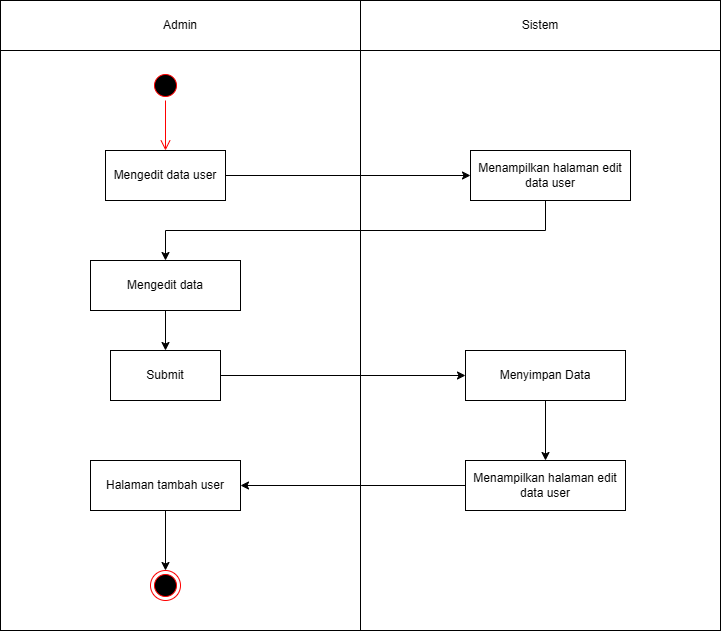 Admin
Sistem
Mengedit data user
Menampilkan halaman edit
data user
Mengedit data
Submit
Menyimpan Data
Menampilkan halaman edit
data user
Halaman tambah user